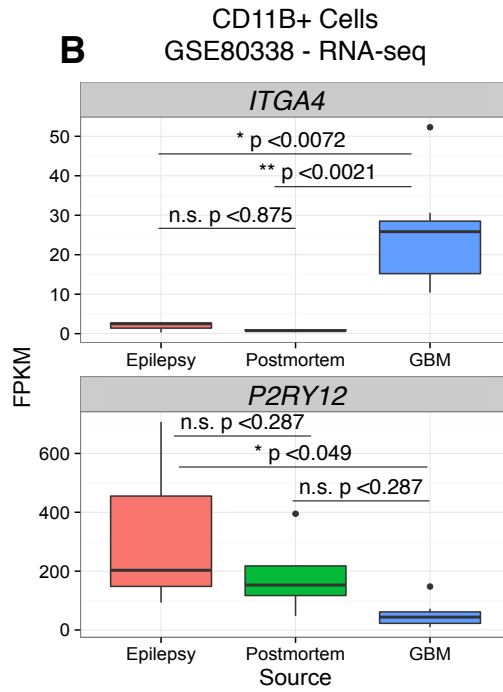 B
CD11B+ Cells
GSE80338 - RNA-seq
FPKM
ITGA4
50
40
30
20
10
0
* p <0.0072
** p <0.0021
n.s. p <0.875
Epilepsy Postmortem GBM
P2RY12
600
400
200
0
n.s. p <0.287
* p <0.049
n.s. p <0.287
Epilepsy Postmortem GBM
Source